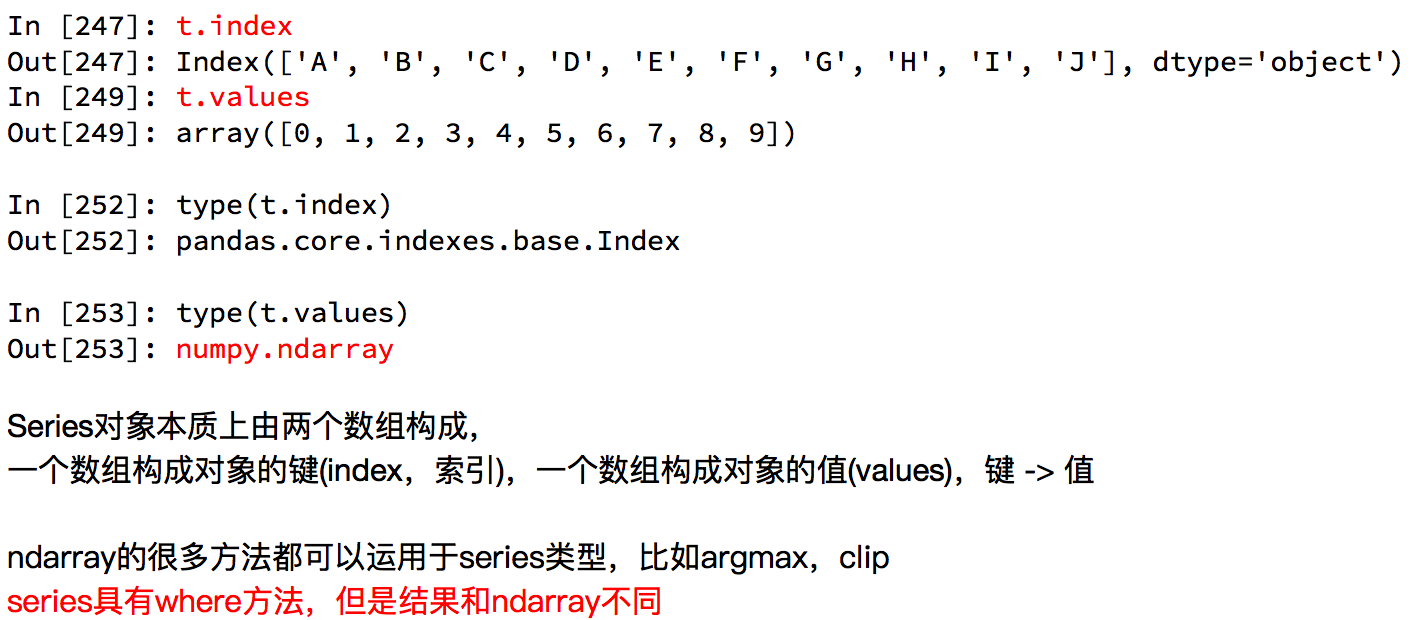 In [247]: t.index
Out[247]: Index(['A', 'B', 'C', 'D', 'E', 'F', 'G', 'H', 'I', 'J'], dtype='object')
In [249]: t.values
Out[249]: array([0, 1, 2, 3, 4, 5, 6, 7, 8, 9])
In [252]: type(t.index)
Out[252]: pandas.core.indexes.base.Index
In [253]: type(t.values)
Out[253]: numpy.ndarray
Series对象本质上由两个数组构成，
一个数组构成对象的键(index，索引)，一个数组构成对象的值(values)，键 -> 值
ndarray的很多方法都可以运用于series类型，比如argmax，clip
series具有where方法，但是结果和ndarray不同